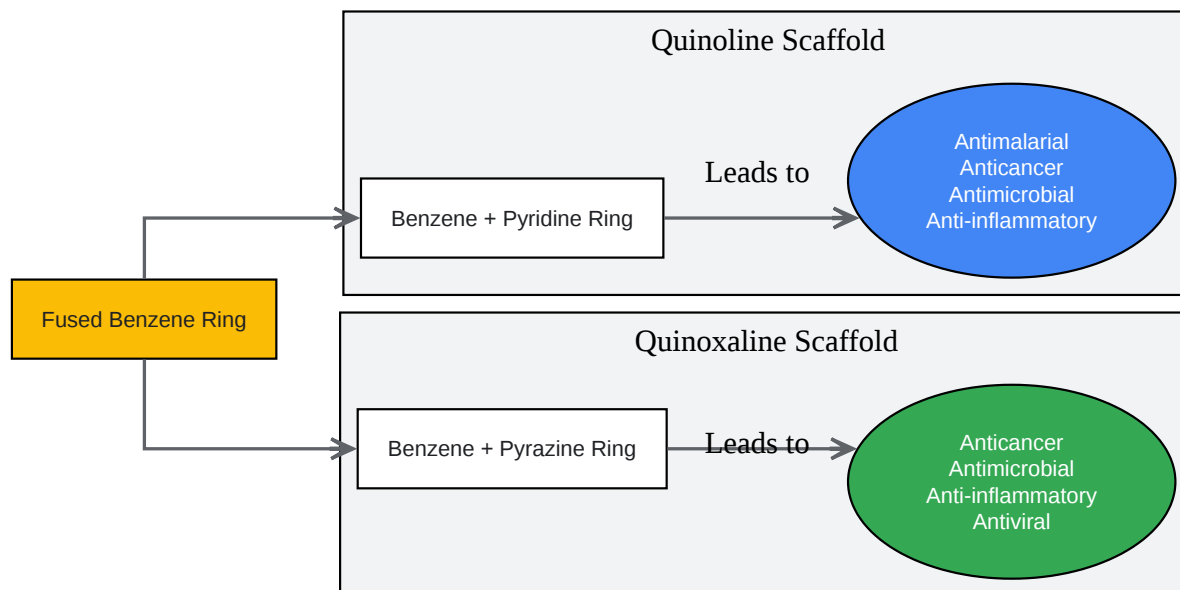 Quinoline Scaffold
Antimalarial
Anticancer
Antimicrobial
Anti-inflammatory
Leads to
Benzene + Pyridine Ring
Fused Benzene Ring
Quinoxaline Scaffold
Benzene + Pyrazine Ring
Leads to
Anticancer
Antimicrobial
Anti-inflammatory
Antiviral